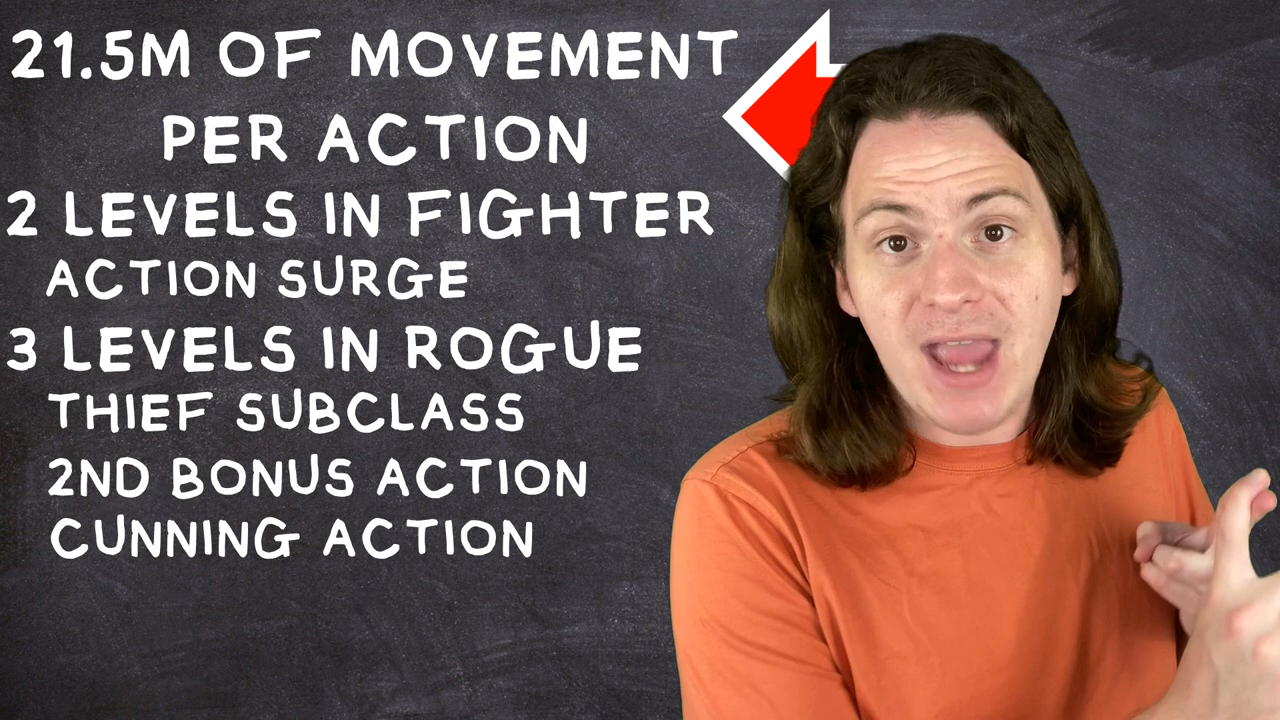 21.5M OF MOVEMENT
PER ACTION
2 LEVELS IN FIGHTER
ACTION SURGE
3 LEVELS IN ROGUE
THIEF SUBCLASS
2ND BONUS ACTION
CUNNING ACTION